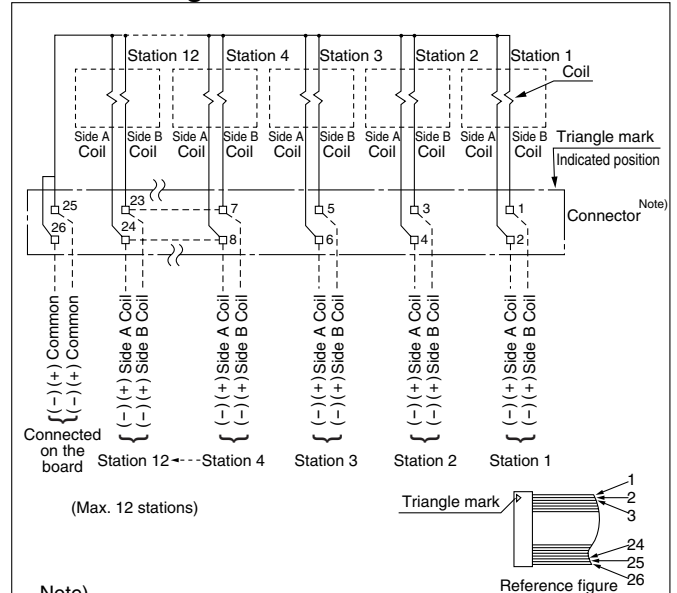 Station 12 Station 4 Station 3 Station 2 Station 1
Coil
Side A Side B Side A Side B Side A Side B Side A Side B Side A Side B
Coil Coil Coil Coil Coil Coil Coil Coil Coil Coil
Triangle mark
Indicated position
Connector Note)
25 23 7 5 3 1
26 24 8 6 4 2
(–)(+) Common
(–)(+) Common
(–)(+) Side A Coil
(–)(+) Side B Coil
(–)(+) Side A Coil
(–)(+) Side B Coil
(–)(+) Side A Coil
(–)(+) Side B Coil
(–)(+) Side A Coil
(–)(+) Side B Coil
(–)(+) Side A Coil
(–)(+) Side B Coil
Connected
on the
board
Station 12 Station 4 Station 3 Station 2 Station 1
(Max. 12 stations)
Triangle mark
1
2
3
24
25
26
Reference figure
Note)